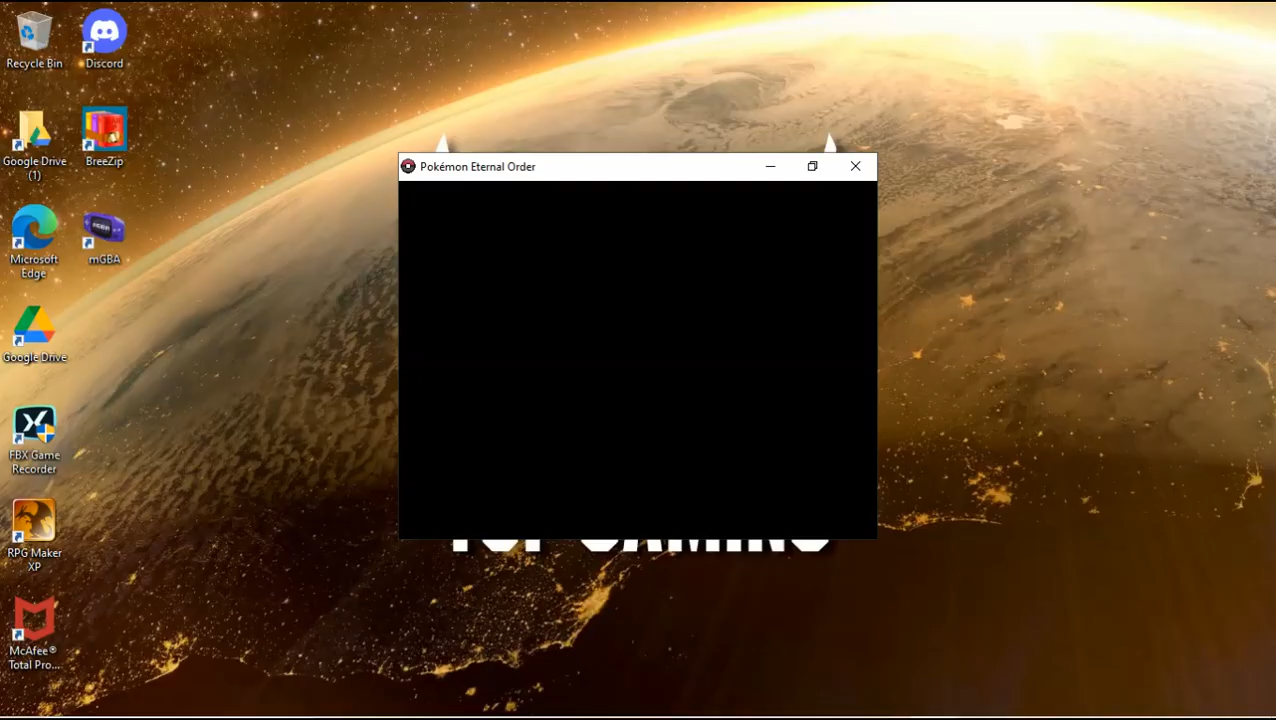 Recycle Bin
Discord
Google Drive
(1)
BreeZip
Microsoft
Edge
mGBA
Google Drive
FBX Game
Recorder
RPG Maker
XP
McAfee®
Total Pro...
Pokémon Eternal Order
GAMING